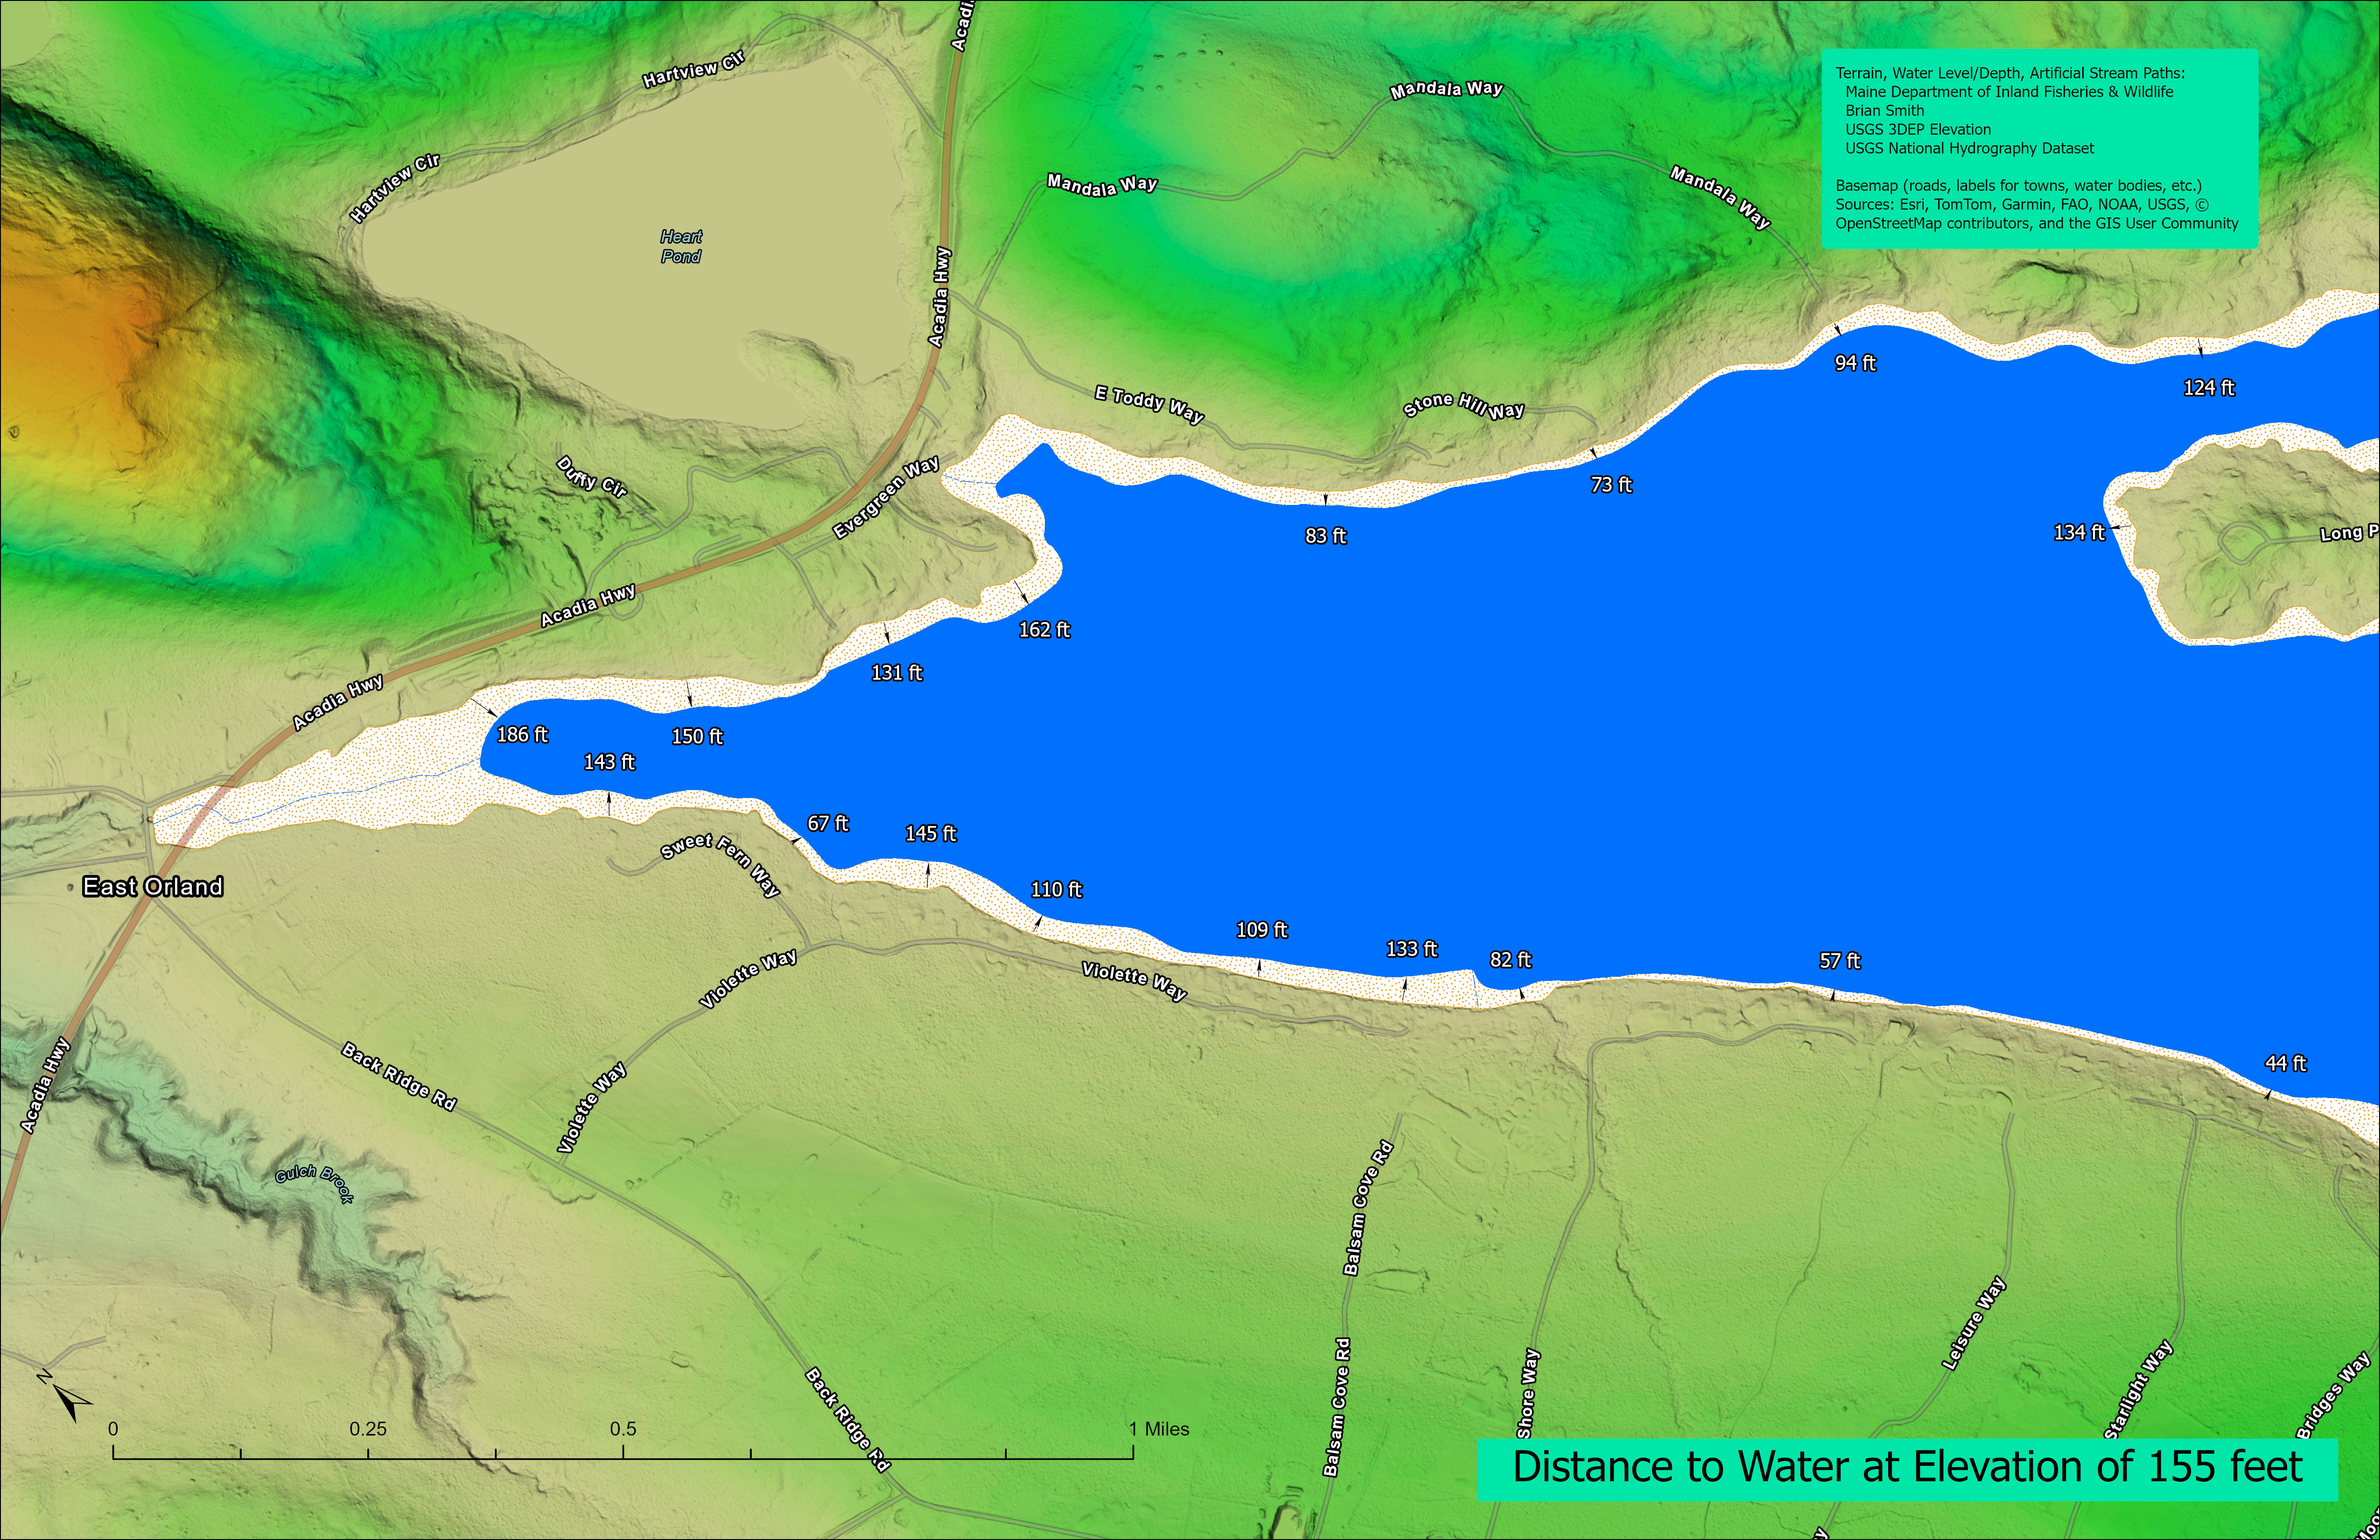 Acadia
Hartview Cir
Mandala Way
Terrain, Water Level/Depth, Artificial Stream Paths:
Maine Department of Inland Fisheries & Wildlife
Brian Smith
USGS 3DEP Elevation
USGS National Hydrography Dataset
Basemap (roads, labels for towns, water bodies, etc.)
Sources: Esri, TomTom, Garmin, FAO, NOAA, USGS, ©
OpenStreetMap contributors, and the GIS User Community
Hartview Cir
Mandala Way
Mandala Way
Heart
Pond
Acadia Hwy
94 ft
124 ft
E Toddy Way
Stone Hill Way
Duffy Cir
Evergreen Way
73 ft
83 ft
134 ft
Long P
Acadia Hwy
162 ft
131 ft
Acadia Hwy
186 ft
150 ft
143 ft
67 ft
145 ft
Sweet Fern Way
East Orland
110 ft
109 ft
133 ft
82 ft
57 ft
Violette Way
Violette Way
Acadia Hwy
Back Ridge Rd
Violette Way
44 ft
Gulch Brook
Balsam Cove Rd
Leisure Way
Balsam Cove Rd
Shore Way
Starlight Way
Bridges Way
Back Ridge Rd
N
0 0.25 0.5 1 Miles
Distance to Water at Elevation of 155 feet